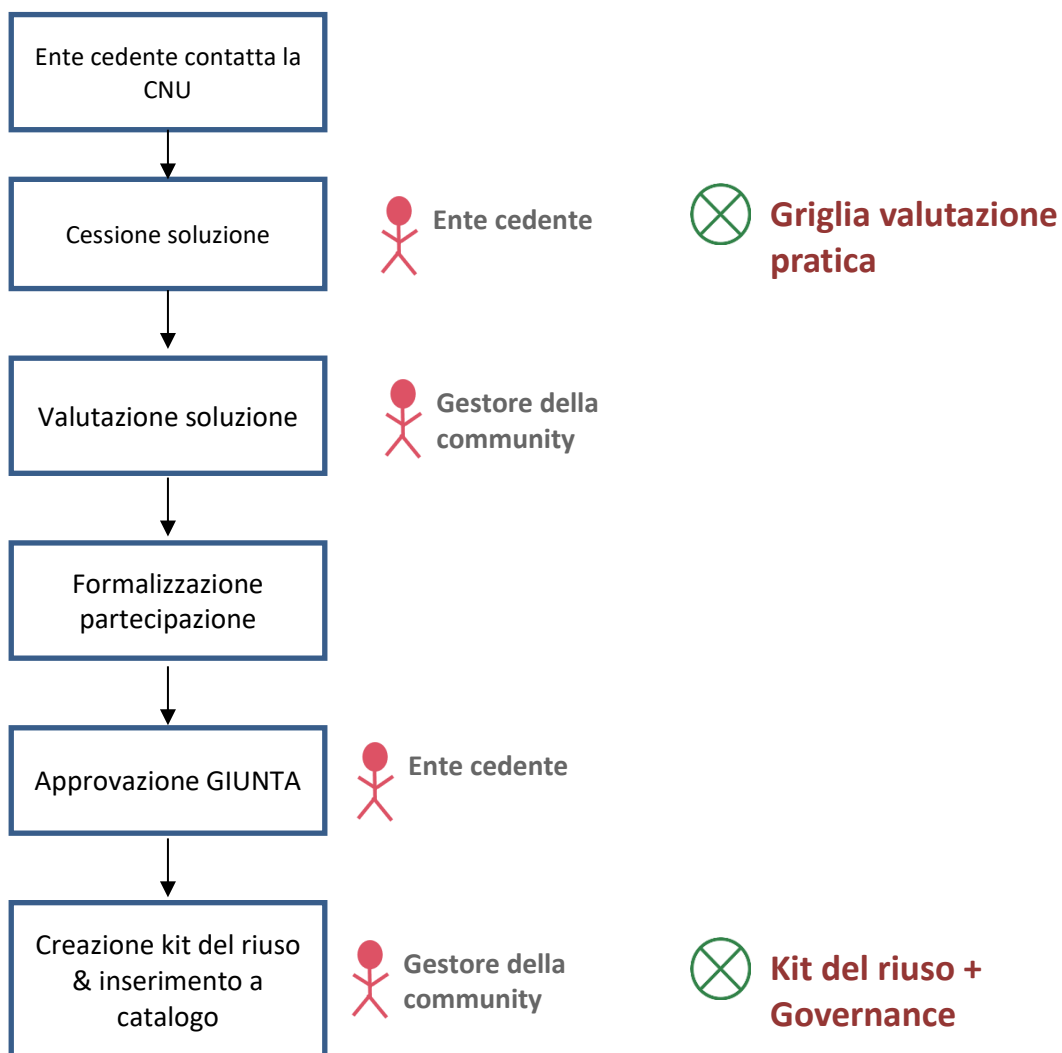 Ente cedente contatta la
CNU
Cessione soluzione
Ente cedente
Griglia valutazione
pratica
Valutazione soluzione
Gestore della
community
Formalizzazione
partecipazione
Approvazione GIUNTA
Ente cedente
Creazione kit del riuso
& inserimento a
catalogo
Gestore della
community
Kit del riuso +
Governance